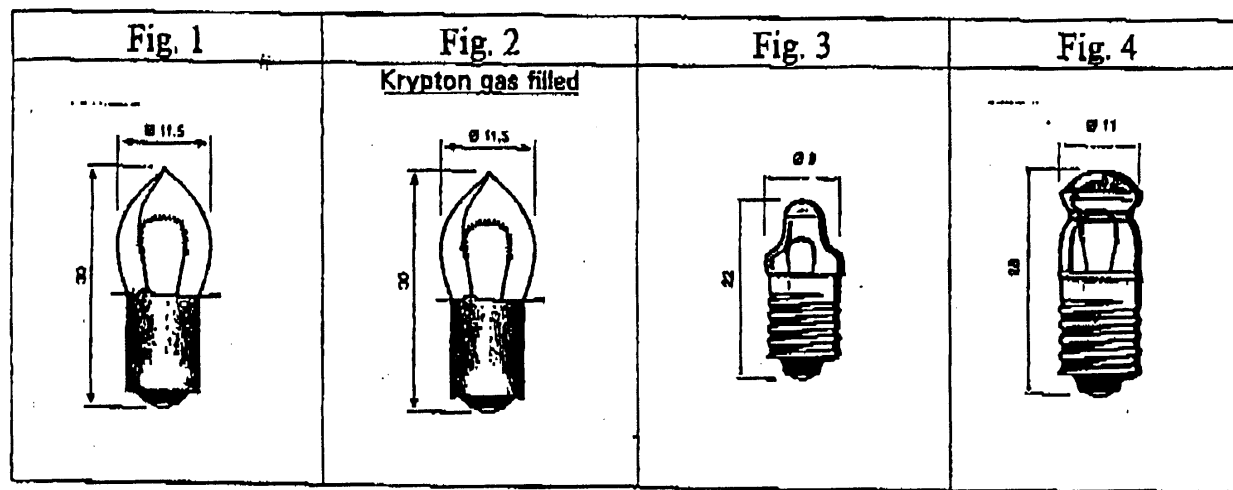 Fig. 1
Fig. 2
Fig. 3
Fig. 4
Krypton gas filled
Ø 11.5
Ø 11,5
Ø 9
Ø 11
30
30
22
28